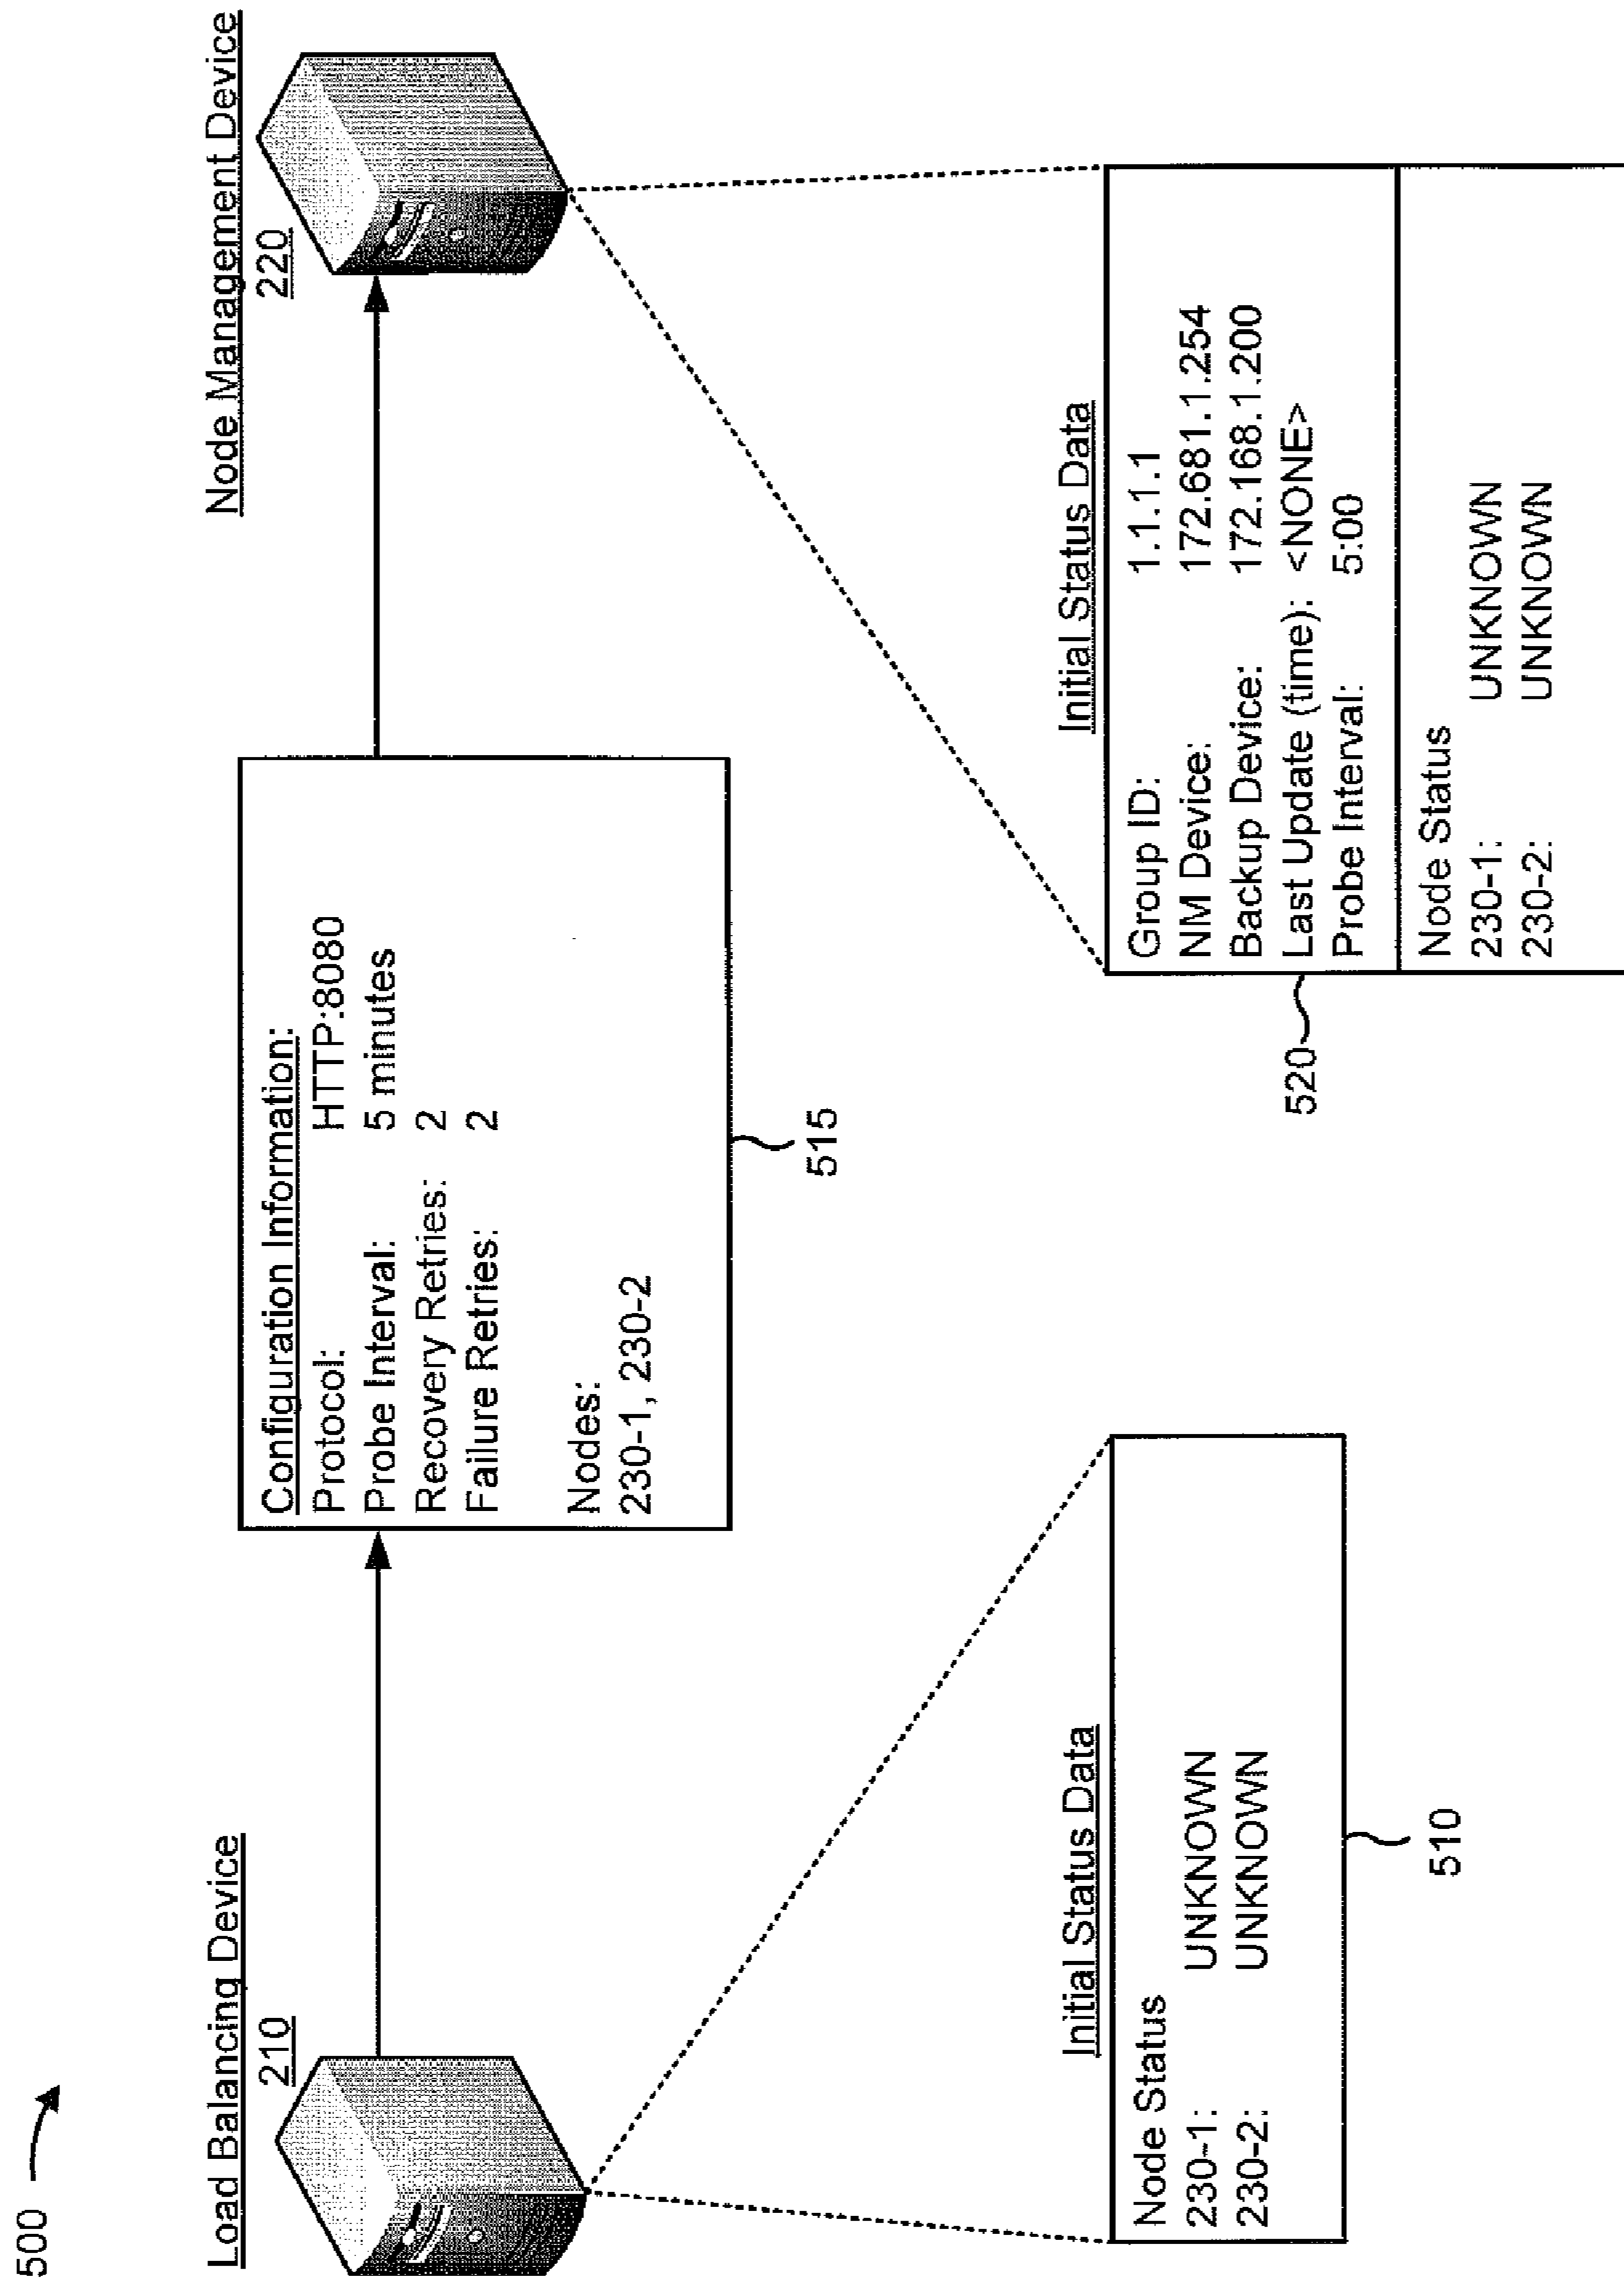 500
Load Balancing Device
210
Node Management Device
220
Configuration Information:
Protocol: HTTP:8080
Probe Interval: 5 minutes
Recovery Retries: 2
Failure Retries: 2
Nodes:
230-1, 230-2
515
Initial Status Data
Node Status
230-1: UNKNOWN
230-2: UNKNOWN
510
Initial Status Data
Group ID: 1.1.1.1
NM Device: 172.681.1.254
Backup Device: 172.168.1.200
Last Update (time): <NONE>
Probe Interval: 5:00
Node Status
230-1: UNKNOWN
230-2: UNKNOWN
520